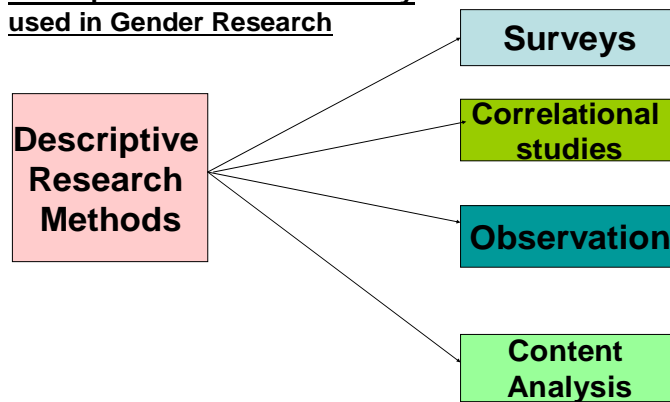 used in Gender Research
Surveys
Correlational
studies
Descriptive
Research
Methods
Observation
Content
Analysis